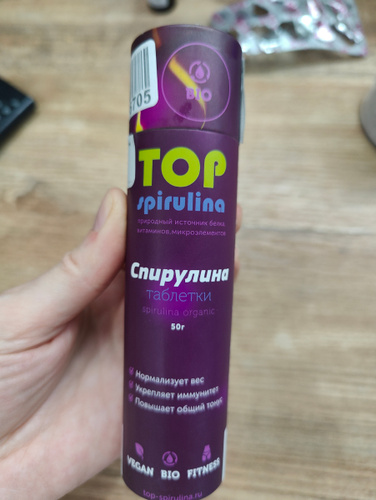 BIO
5705
TOP
spirulina
природный источник белка,
витаминов, микроэлементов
Спирулина
таблетки
spirulina organic
50г
Нормализует вес
Укрепляет иммунитет
Повышает общий тонус
VEGAN BIO FITNESS
top-spirulina.ru